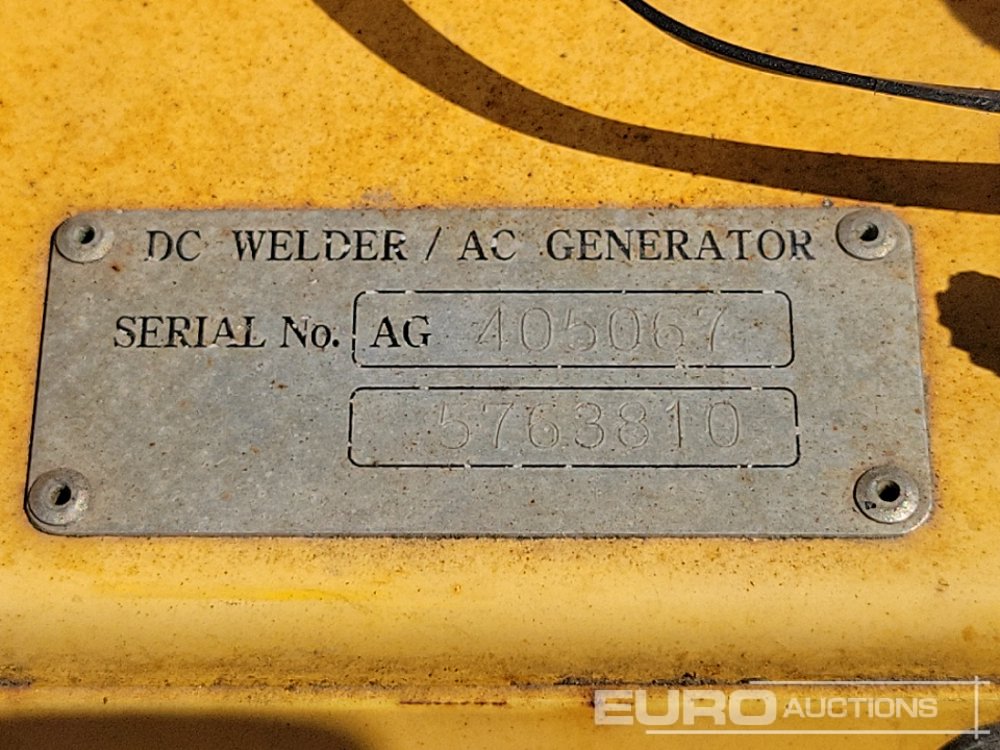 DC WELDER / AC GENERATOR
SERIAL No. AG 405067
5763810
EURO AUCTIONS